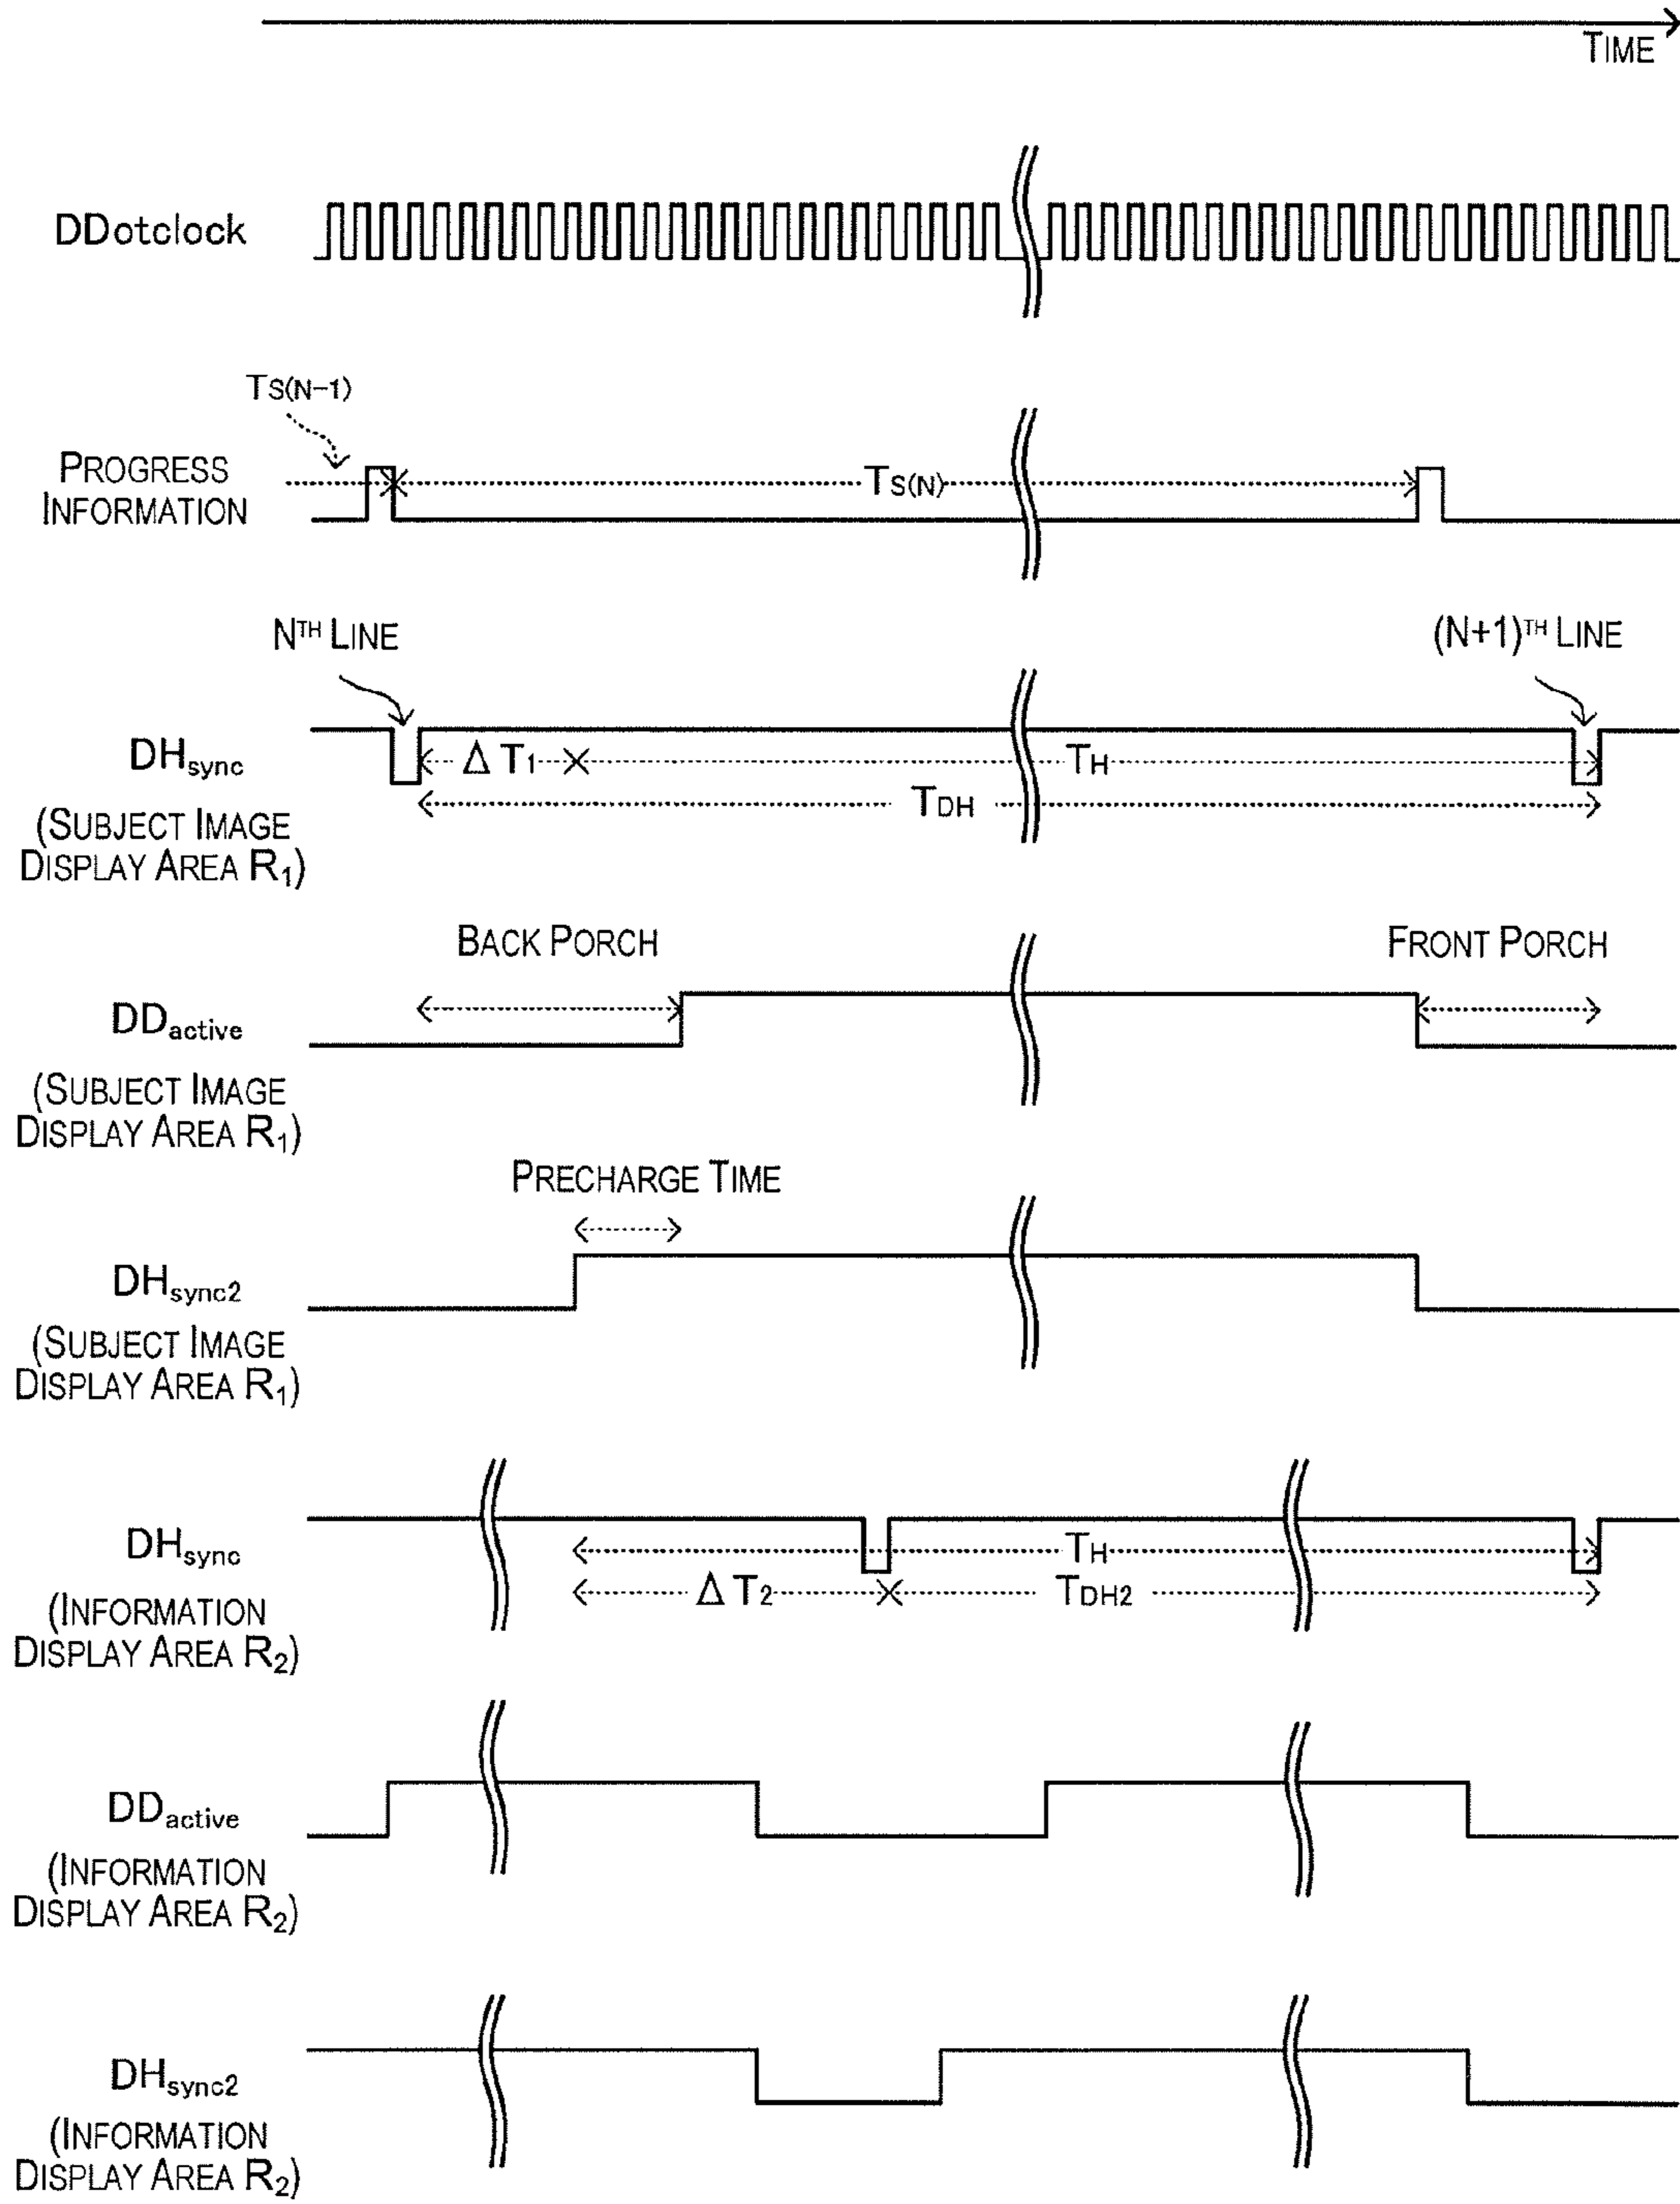 TIME
DDotclock
TS(N-1)
PROGRESS
INFORMATION
TS(N)
NTH LINE
(N+1)TH LINE
DHsync
Δ T1
TH
TDH
(SUBJECT IMAGE
DISPLAY AREA R1)
BACK PORCH
FRONT PORCH
DDactive
(SUBJECT IMAGE
DISPLAY AREA R1)
PRECHARGE TIME
DHsync2
(SUBJECT IMAGE
DISPLAY AREA R1)
DHsync
TH
Δ T2
TDH2
(INFORMATION
DISPLAY AREA R2)
DDactive
(INFORMATION
DISPLAY AREA R2)
DHsync2
(INFORMATION
DISPLAY AREA R2)